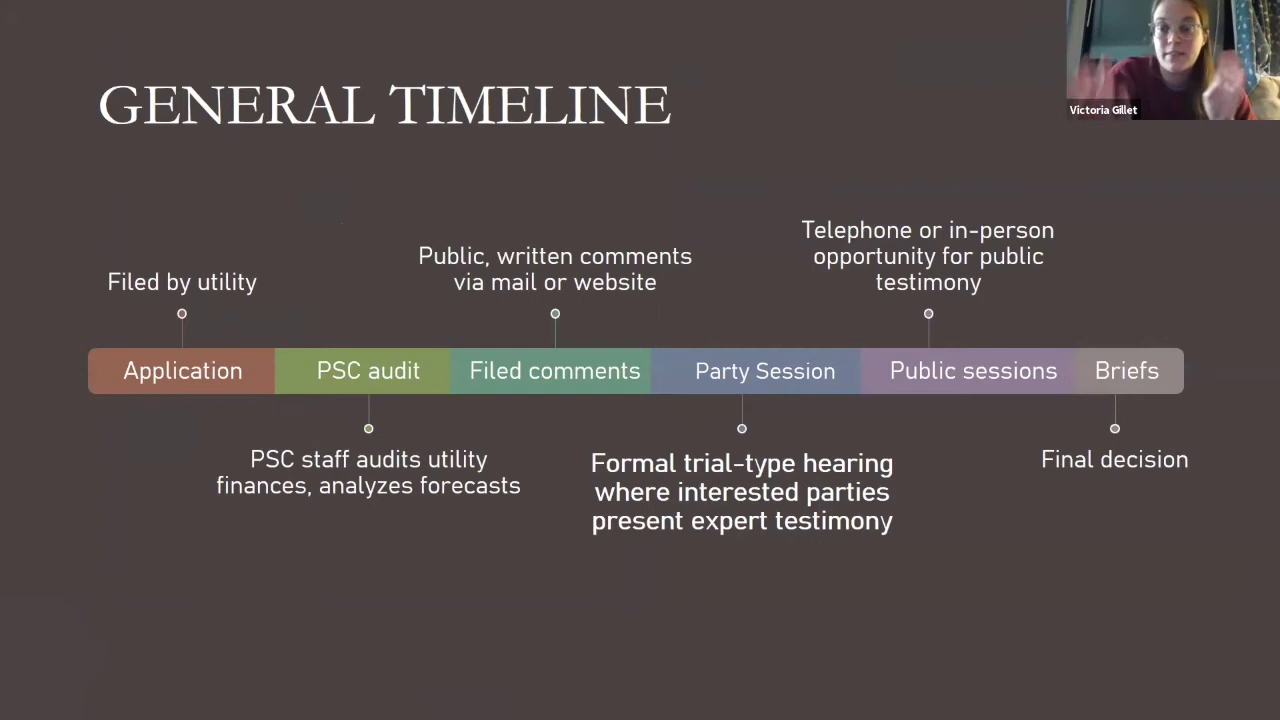 Victoria Gillet
GENERAL TIMELINE
Filed by utility
Public, written comments
via mail or website
Telephone or in-person
opportunity for public
testimony
Application
PSC audit
Filed comments
Party Session
Public sessions
Briefs
PSC staff audits utility
finances, analyzes forecasts
Formal trial-type hearing
where interested parties
present expert testimony
Final decision